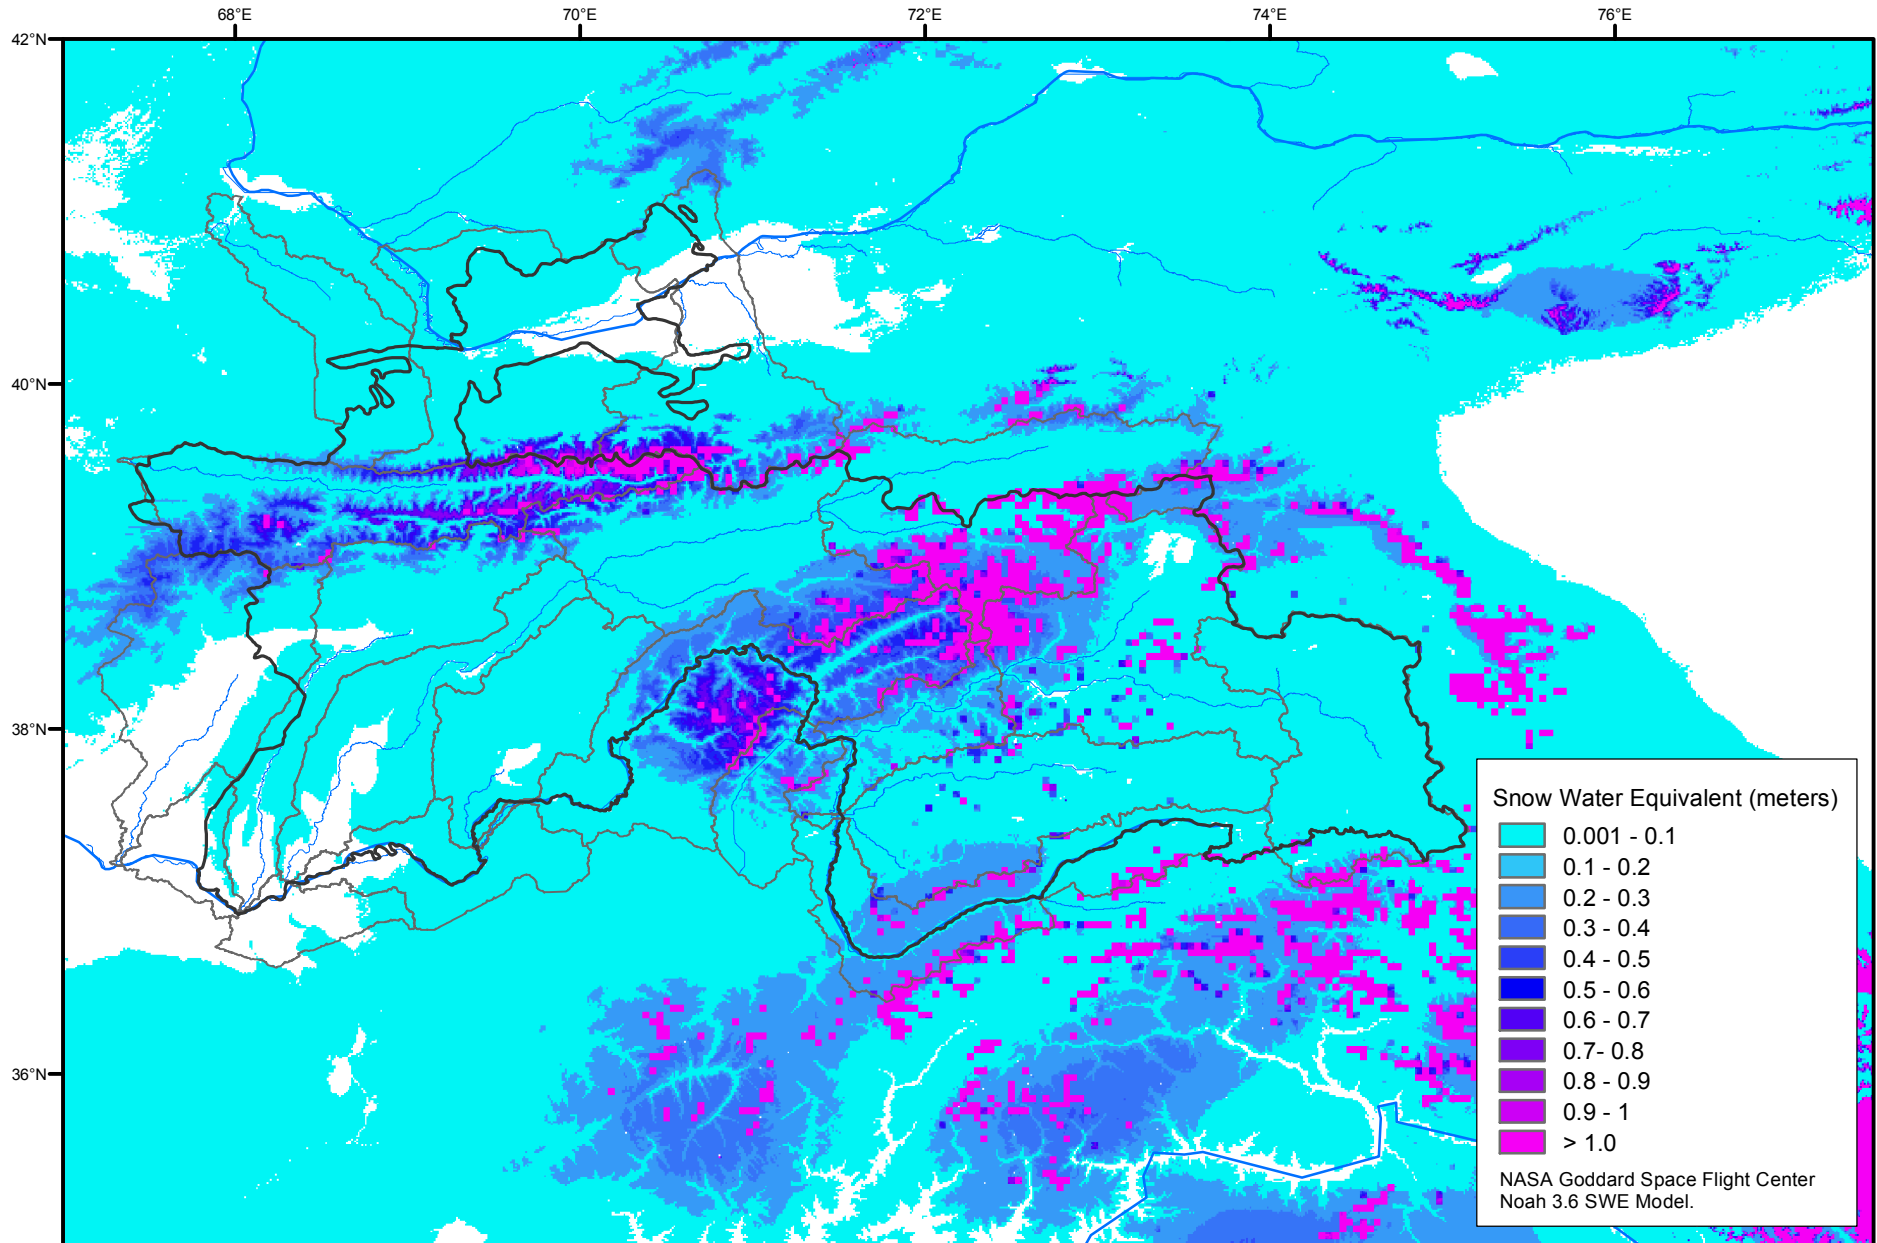 68°E 70°E 72°E 74°E 76°E
42°N
40°N
38°N
36°N
Snow Water Equivalent (meters)
0.001 - 0.1
0.1 - 0.2
0.2 - 0.3
0.3 - 0.4
0.4 - 0.5
0.5 - 0.6
0.6 - 0.7
0.7- 0.8
0.8 - 0.9
0.9 - 1
> 1.0
NASA Goddard Space Flight Center
Noah 3.6 SWE Model.